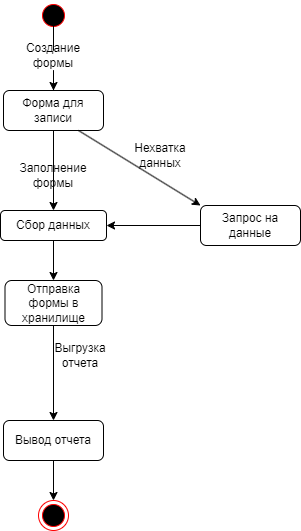 Создание
формы
Форма для
записи
Нехватка
данных
Заполнение
формы
Сбор данных
Запрос на
данные
Отправка
формы в
хранилище
Выгрузка
отчета
Вывод отчета